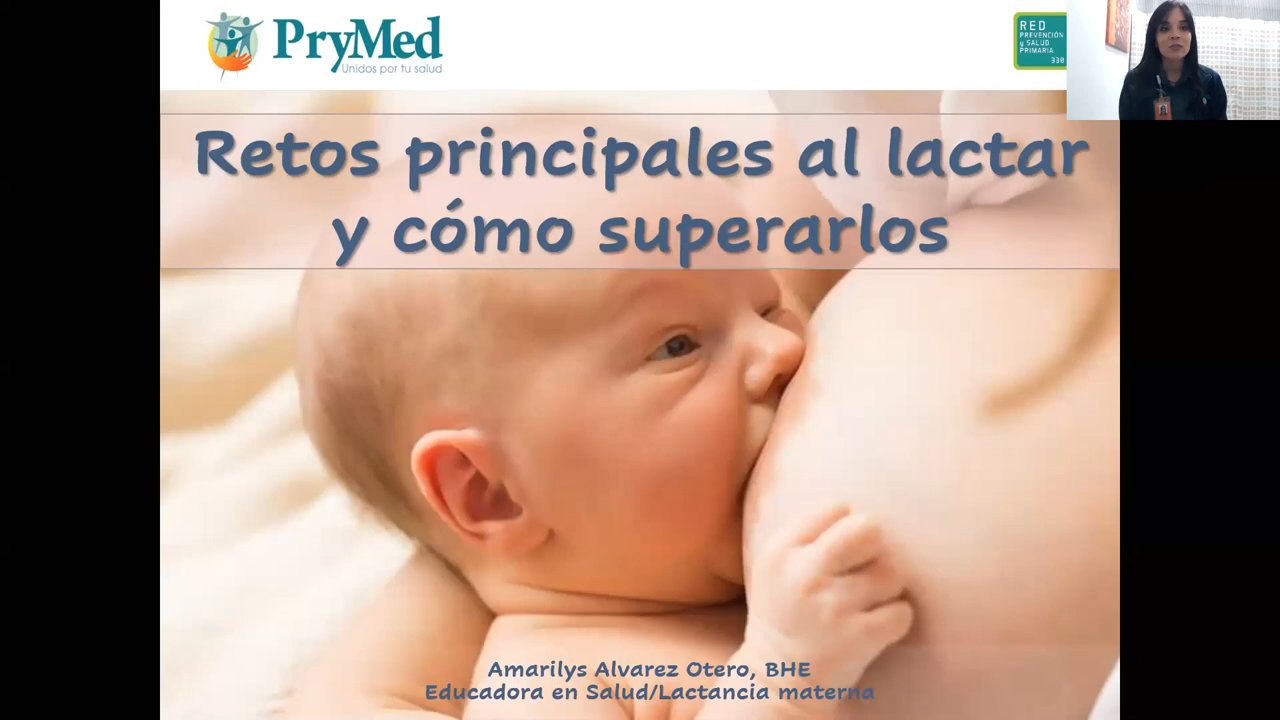 PryMed
Unidos por tu salud
RED
PREVENCIÓN
y SALUD
PRIMARIA
330
Retos principales al lactar
y cómo superarlos
Amarilys Alvarez Otero, BHE
Educadora en Salud/Lactancia materna